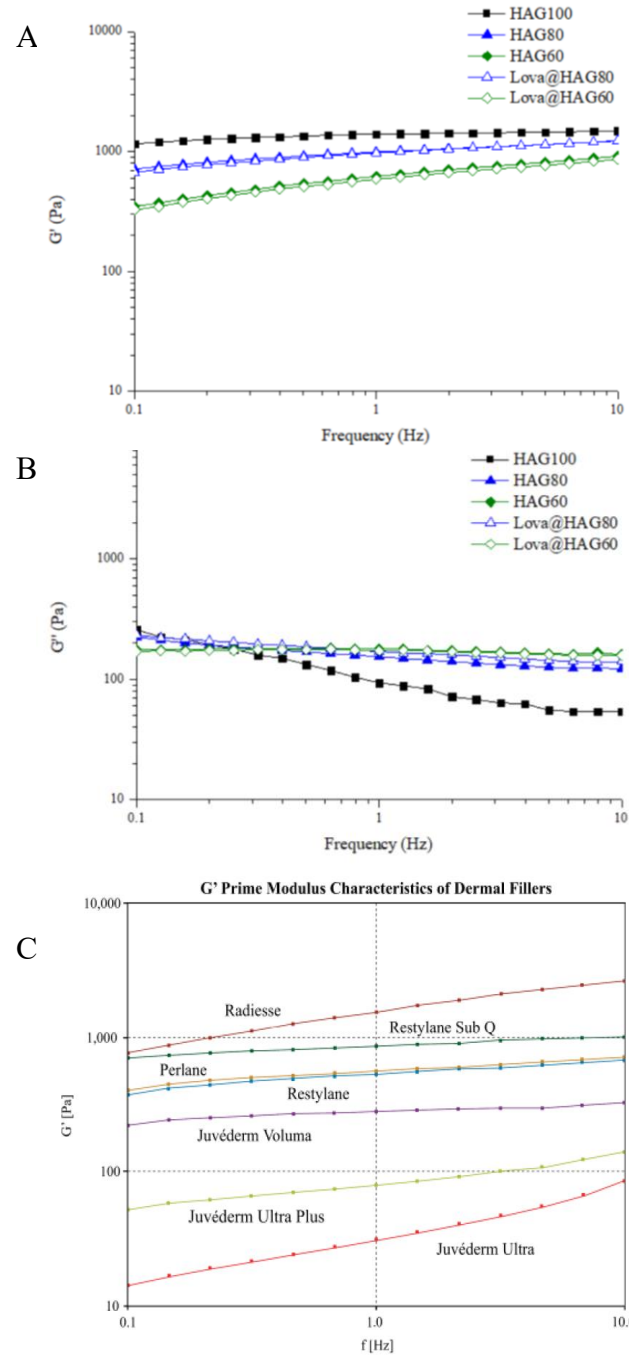 A
HAG100
HAG80
HAG60
Lova@HAG80
Lova@HAG60
10000
1000
100
10
G' (Pa)
0.1
1
10
Frequency (Hz)
B
HAG100
HAG80
HAG60
Lova@HAG80
Lova@HAG60
1000
100
10
G" (Pa)
0.1
1
10
Frequency (Hz)
C
G’ Prime Modulus Characteristics of Dermal Fillers
10,000
1,000
100
10
G’ [Pa]
Radiesse
Restylane Sub Q
Perlane
Restylane
Juvéderm Voluma
Juvéderm Ultra Plus
Juvéderm Ultra
0.1
1.0
10.
f [Hz]